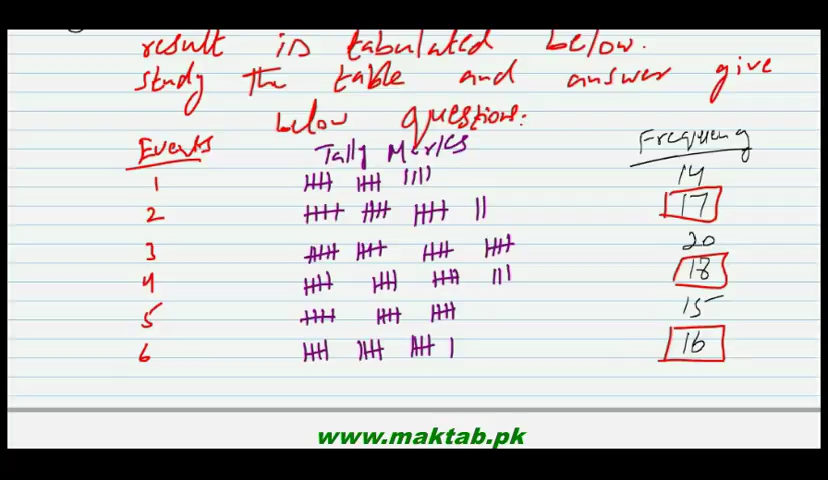 result is tabulated below.
study the table and answer give
below questions:
Events Tally Marks Frequency
1 𝍸 𝍸 |||| 14
2 𝍸 𝍸 𝍸 || 17
3 𝍸 𝍸 𝍸 𝍸 20
4 𝍸 𝍸 𝍸 ||| 18
5 𝍸 𝍸 𝍸 15
6 𝍸 𝍸 𝍸 | 16
www.maktab.pk